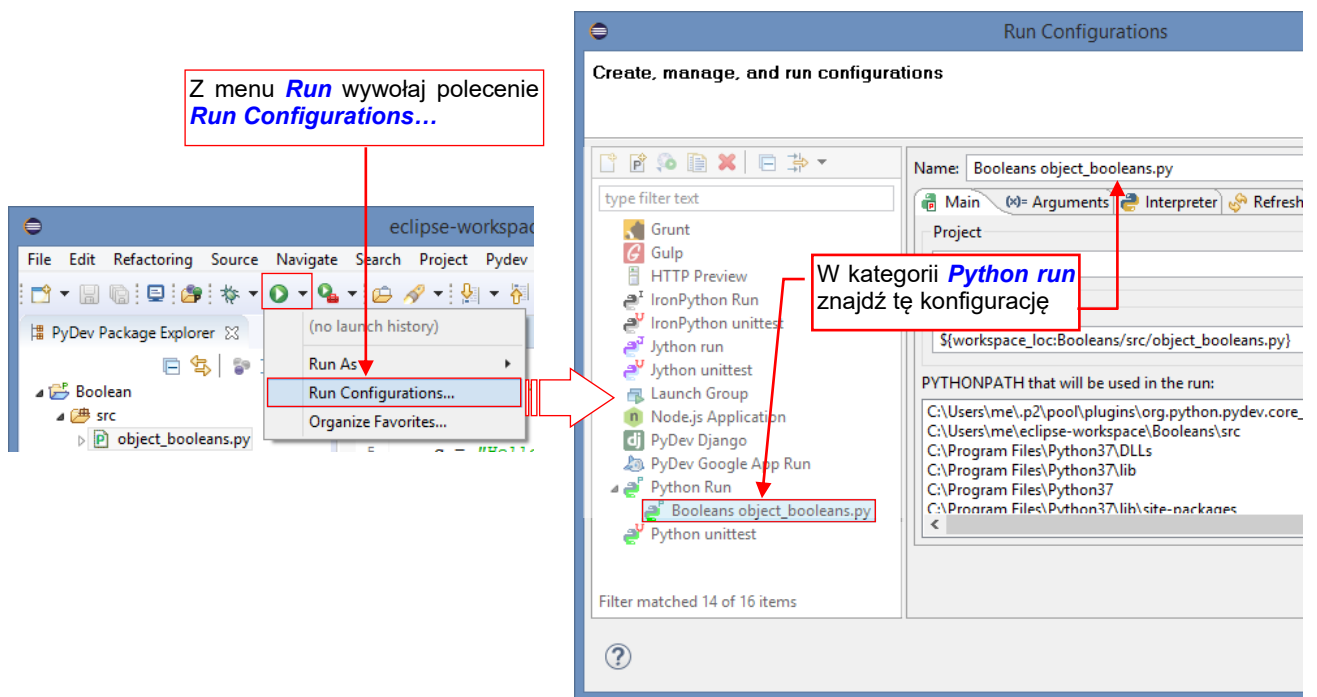 Z menu Run wywołaj polecenie
Run Configurations…
eclipse-workspac
File Edit Refactoring Source Navigate Search Project Pydev
PyDev Package Explorer
(no launch history)
Run As
Run Configurations...
Organize Favorites...
Boolean
src
object_booleans.py
5
Run Configurations
Create, manage, and run configurations
type filter text
Grunt
Gulp
HTTP Preview
IronPython Run
IronPython unittest
Jython run
Jython unittest
Launch Group
Node.js Application
PyDev Django
PyDev Google App Run
Python Run
Booleans object_booleans.py
Python unittest
Filter matched 14 of 16 items
Name: Booleans object_booleans.py
Main (x)= Arguments Interpreter Refresh
Project
W kategorii Python run
znajdź tę konfigurację
${workspace_loc:Booleans/src/object_booleans.py}
PYTHONPATH that will be used in the run:
C:\Users\me\.p2\pool\plugins\org.python.pydev.core_
C:\Users\me\eclipse-workspace\Booleans\src
C:\Program Files\Python37\DLLs
C:\Program Files\Python37\lib
C:\Program Files\Python37
C:\Program Files\Python37\lib\site-packages